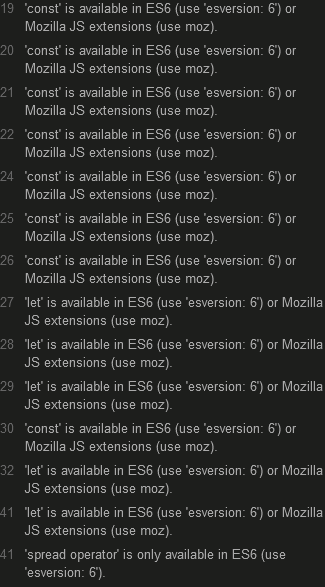 19 'const' is available in ES6 (use 'esversion: 6') or
Mozilla JS extensions (use moz).
20 'const' is available in ES6 (use 'esversion: 6') or
Mozilla JS extensions (use moz).
21 'const' is available in ES6 (use 'esversion: 6') or
Mozilla JS extensions (use moz).
22 'const' is available in ES6 (use 'esversion: 6') or
Mozilla JS extensions (use moz).
24 'const' is available in ES6 (use 'esversion: 6') or
Mozilla JS extensions (use moz).
25 'const' is available in ES6 (use 'esversion: 6') or
Mozilla JS extensions (use moz).
26 'const' is available in ES6 (use 'esversion: 6') or
Mozilla JS extensions (use moz).
27 'let' is available in ES6 (use 'esversion: 6') or Mozilla
JS extensions (use moz).
28 'let' is available in ES6 (use 'esversion: 6') or Mozilla
JS extensions (use moz).
29 'let' is available in ES6 (use 'esversion: 6') or Mozilla
JS extensions (use moz).
30 'const' is available in ES6 (use 'esversion: 6') or
Mozilla JS extensions (use moz).
32 'let' is available in ES6 (use 'esversion: 6') or Mozilla
JS extensions (use moz).
41 'let' is available in ES6 (use 'esversion: 6') or Mozilla
JS extensions (use moz).
41 'spread operator' is only available in ES6 (use
'esversion: 6').